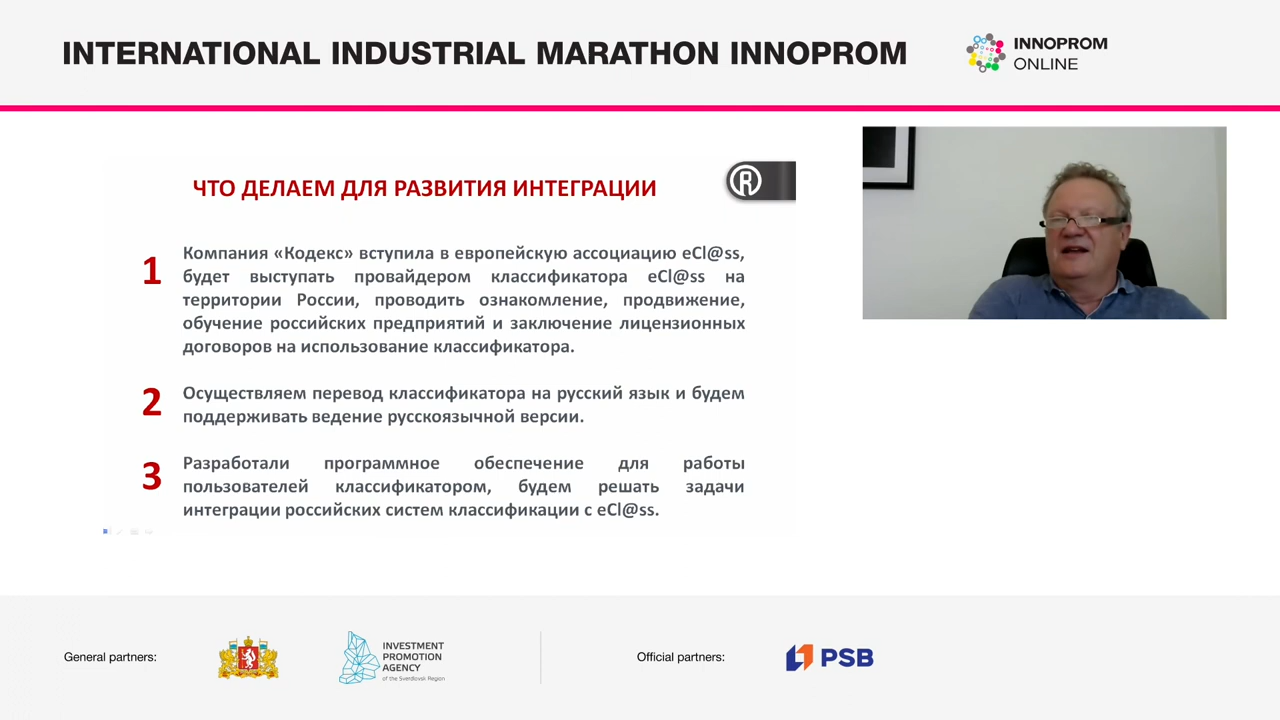 INTERNATIONAL INDUSTRIAL MARATHON INNOPROM
INNOPROM
ONLINE
ЧТО ДЕЛАЕМ ДЛЯ РАЗВИТИЯ ИНТЕГРАЦИИ
1
Компания «Кодекс» вступила в европейскую ассоциацию eCl@ss,
будет выступать провайдером классификатора eCl@ss на
территории России, проводить ознакомление, продвижение,
обучение российских предприятий и заключение лицензионных
договоров на использование классификатора.
2
Осуществляем перевод классификатора на русский язык и будем
поддерживать ведение русскоязычной версии.
3
Разработали программное обеспечение для работы
пользователей классификатором, будем решать задачи
интеграции российских систем классификации с eCl@ss.
General partners:
INVESTMENT
PROMOTION
AGENCY
of the Sverdlovsk Region
Official partners:
PSB